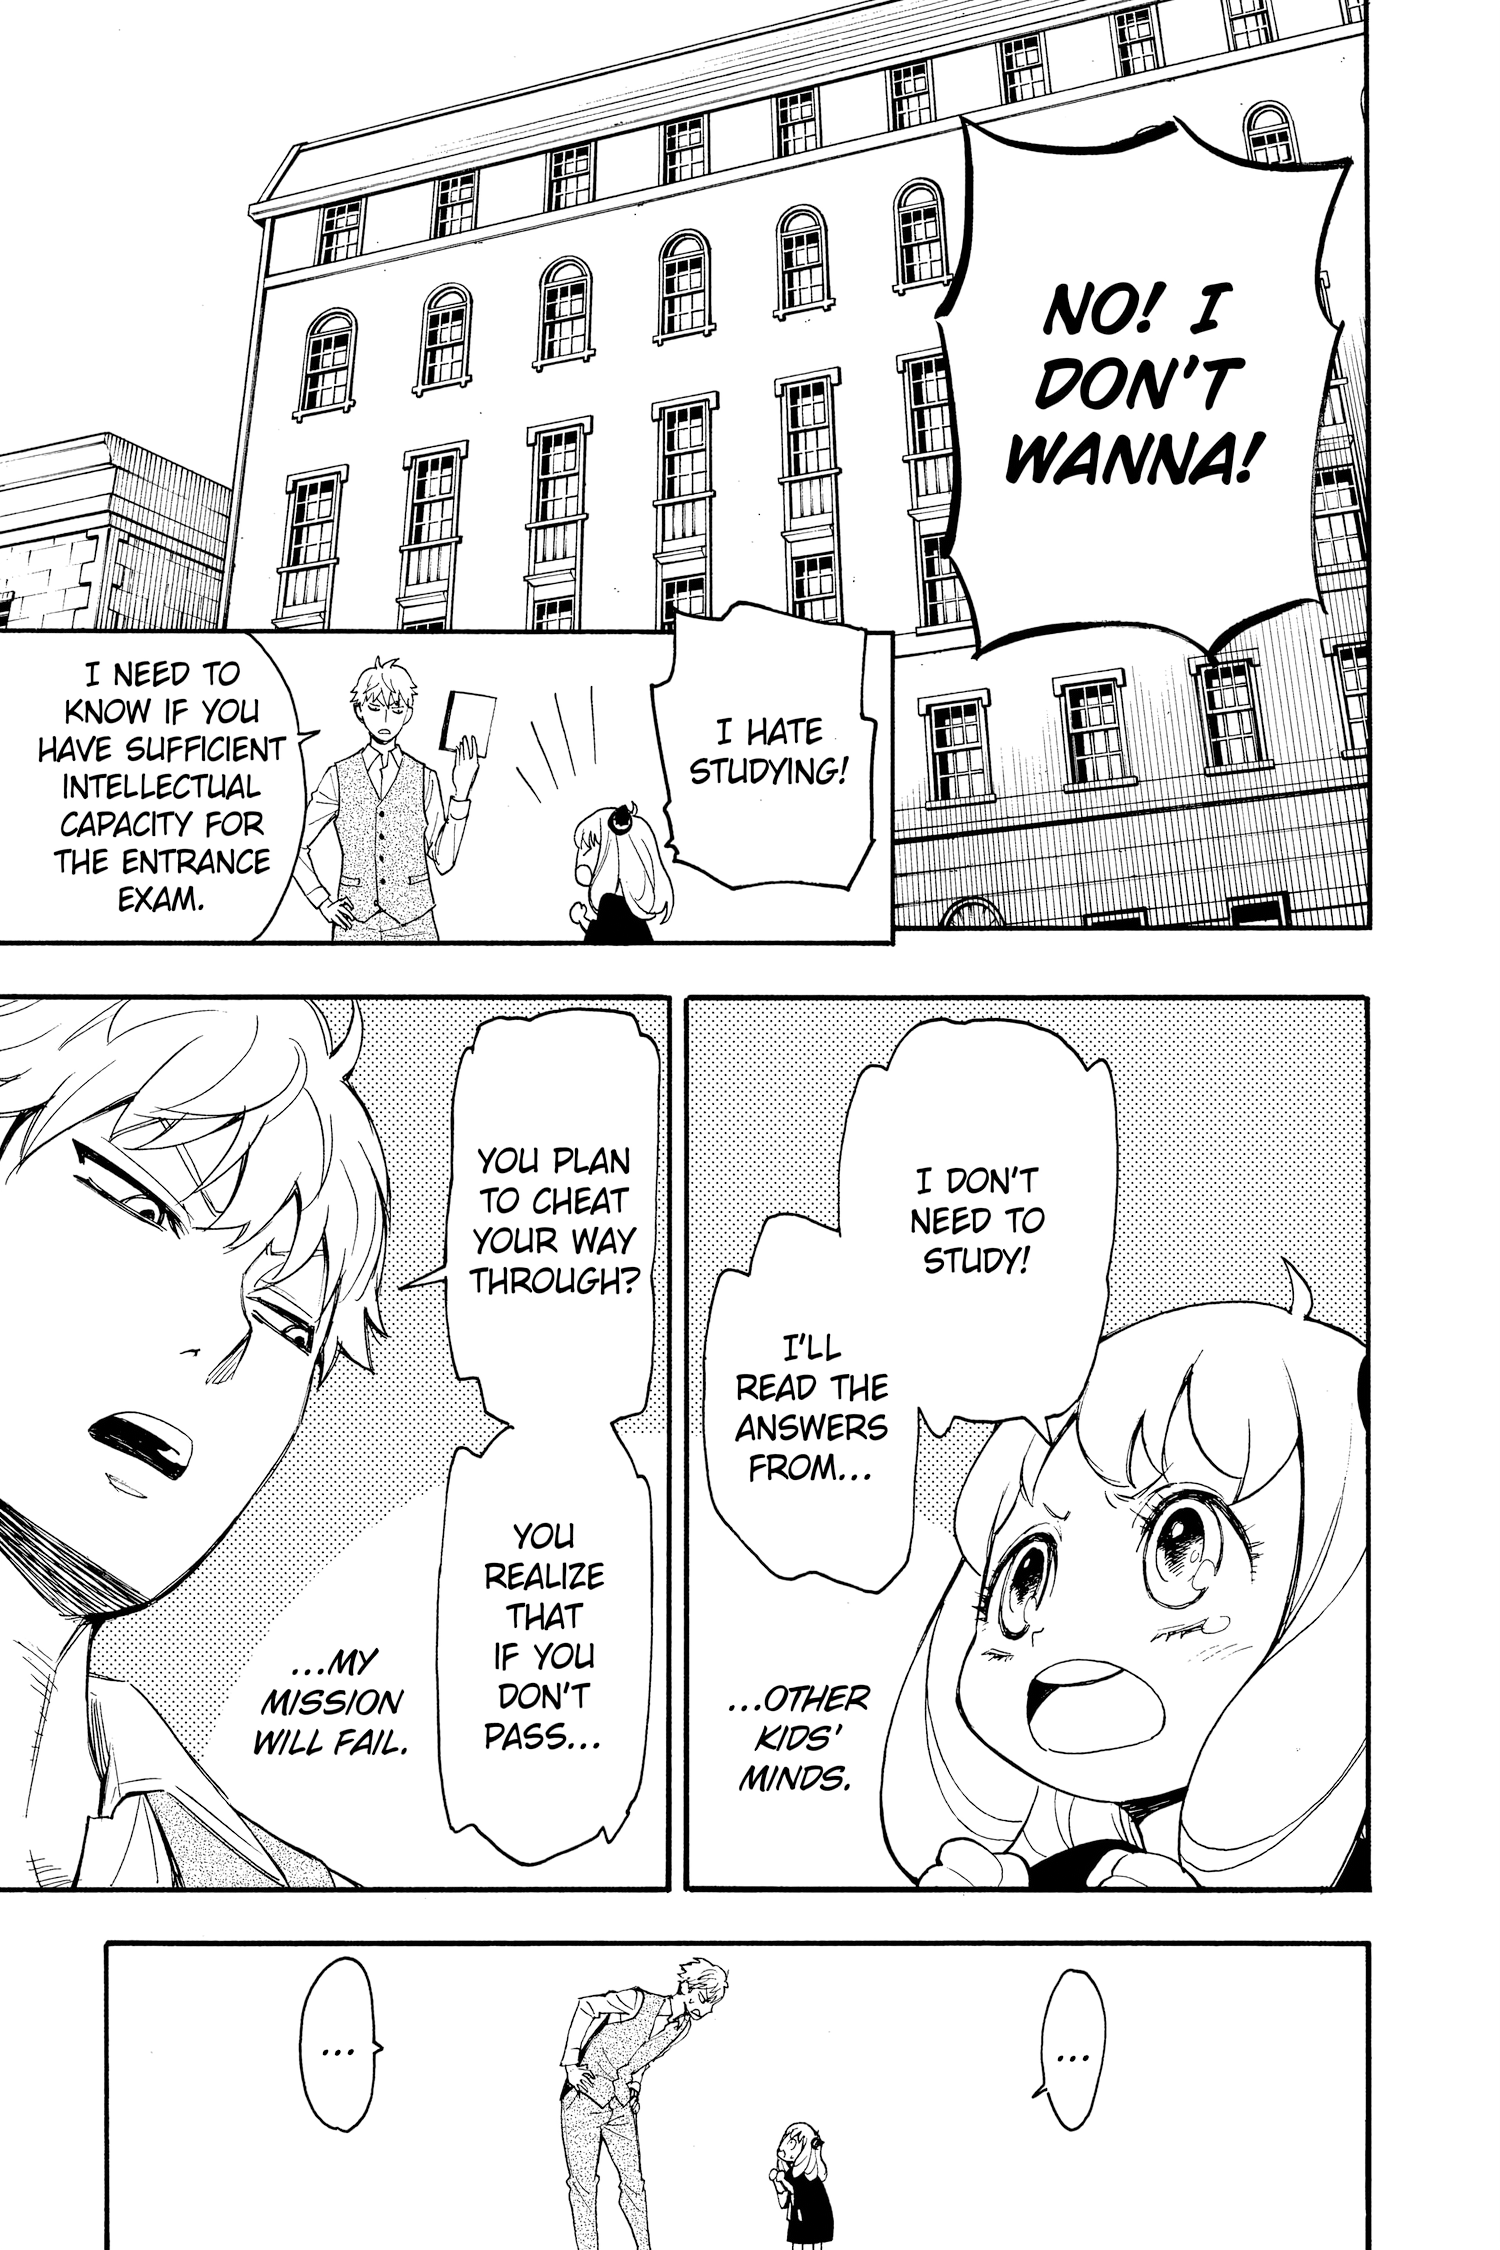 NO! I
DON'T
WANNA!
I HATE
STUDYING!
I NEED TO
KNOW IF YOU
HAVE SUFFICIENT
INTELLECTUAL
CAPACITY FOR
THE ENTRANCE
EXAM.
I DON'T
NEED TO
STUDY!
I'LL
READ THE
ANSWERS
FROM...
...OTHER
KIDS'
MINDS.
YOU PLAN
TO CHEAT
YOUR WAY
THROUGH?
YOU
REALIZE
THAT
IF YOU
DON'T
PASS...
...MY
MISSION
WILL FAIL.
...
...